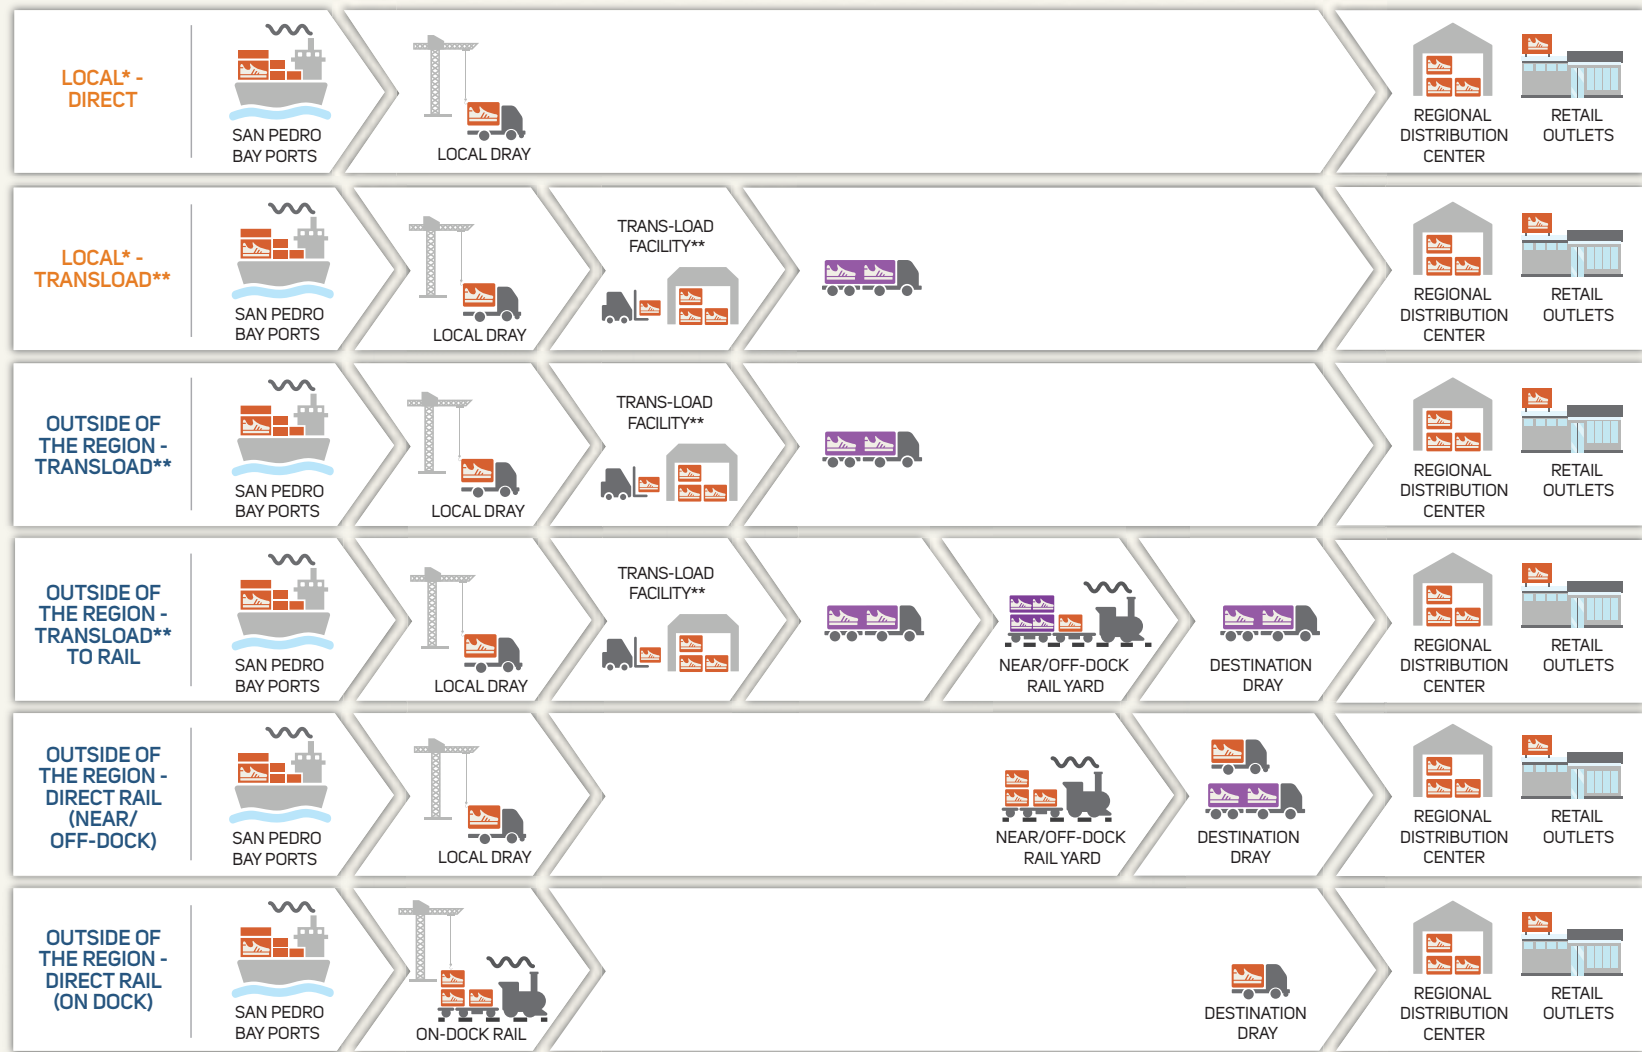 LOCAL* -
DIRECT
SAN PEDRO
BAY PORTS
LOCAL DRAY
REGIONAL
DISTRIBUTION
CENTER
RETAIL
OUTLETS
LOCAL* -
TRANSLOAD**
SAN PEDRO
BAY PORTS
LOCAL DRAY
TRANS-LOAD
FACILITY**
REGIONAL
DISTRIBUTION
CENTER
RETAIL
OUTLETS
OUTSIDE OF
THE REGION -
TRANSLOAD**
SAN PEDRO
BAY PORTS
LOCAL DRAY
TRANS-LOAD
FACILITY**
REGIONAL
DISTRIBUTION
CENTER
RETAIL
OUTLETS
OUTSIDE OF
THE REGION -
TRANSLOAD**
TO RAIL
SAN PEDRO
BAY PORTS
LOCAL DRAY
TRANS-LOAD
FACILITY**
NEAR/OFF-DOCK
RAIL YARD
DESTINATION
DRAY
REGIONAL
DISTRIBUTION
CENTER
RETAIL
OUTLETS
OUTSIDE OF
THE REGION -
DIRECT RAIL
(NEAR/
OFF-DOCK)
SAN PEDRO
BAY PORTS
LOCAL DRAY
NEAR/OFF-DOCK
RAIL YARD
DESTINATION
DRAY
REGIONAL
DISTRIBUTION
CENTER
RETAIL
OUTLETS
OUTSIDE OF
THE REGION -
DIRECT RAIL
(ON DOCK)
SAN PEDRO
BAY PORTS
ON-DOCK RAIL
DESTINATION
DRAY
REGIONAL
DISTRIBUTION
CENTER
RETAIL
OUTLETS